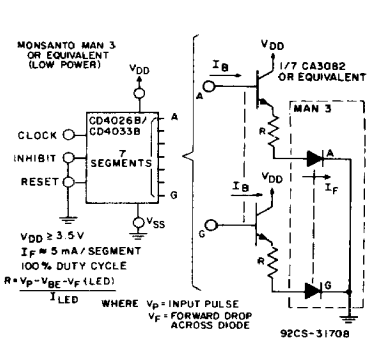 MONSANTO MAN 3
OR EQUIVALENT
(LOW POWER)
VDD
CD4026B/
CD4033B
7
SEGMENTS
A
G
CLOCK
INHIBIT
RESET
VSS
VDD ≥ 3.5V
IF ≈ 5 mA/SEGMENT
100% DUTY CYCLE
R = VP-VBE-VF (LED)
ILED
WHERE VP = INPUT PULSE
VF = FORWARD DROP
ACROSS DIODE
IB
VDD
1/7 CA3082
OR EQUIVALENT
A
R
MAN 3
A
IF
IB
VDD
G
R
G
92CS-31708